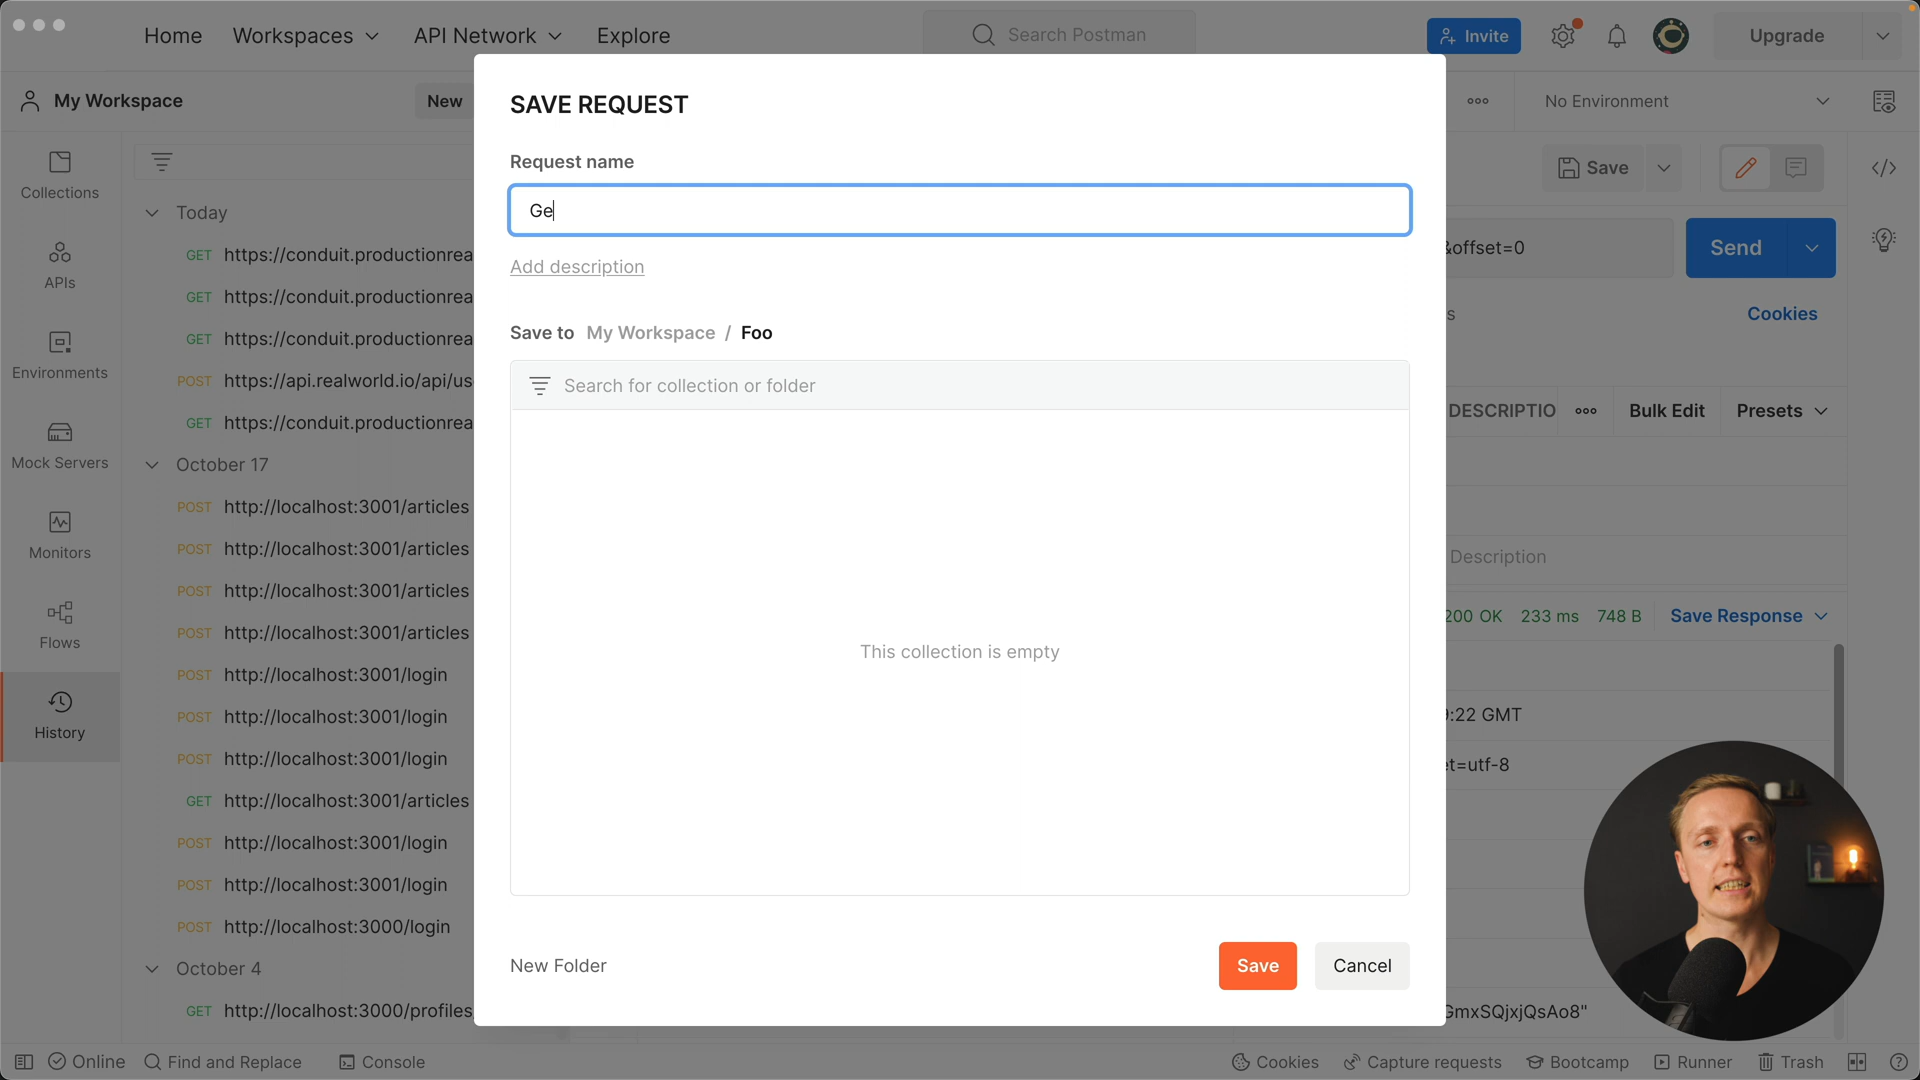 Home
Workspaces
API Network
Explore
Search Postman
Invite
Upgrade
My Workspace
New
No Environment
Collections
APIs
Environments
Mock Servers
Monitors
Flows
History
Today
GET https://conduit.productionrea
GET https://conduit.productionrea
GET https://conduit.productionrea
POST https://api.realworld.io/api/us
GET https://conduit.productionrea
October 17
POST http://localhost:3001/articles
POST http://localhost:3001/articles
POST http://localhost:3001/articles
POST http://localhost:3001/articles
POST http://localhost:3001/login
POST http://localhost:3001/login
POST http://localhost:3001/login
GET http://localhost:3001/articles
POST http://localhost:3001/login
POST http://localhost:3001/login
POST http://localhost:3000/login
October 4
GET http://localhost:3000/profiles
SAVE REQUEST
Request name
Ge
Add description
Save to My Workspace / Foo
Search for collection or folder
This collection is empty
New Folder
Save
Cancel
Save
&offset=0
Send
s
Cookies
DESCRIPTIO
Bulk Edit
Presets
Description
200 OK 233 ms 748 B
Save Response
9:22 GMT
et=utf-8
GmxSQjxjQsAo8"
Online
Find and Replace
Console
Cookies
Capture requests
Bootcamp
Runner
Trash